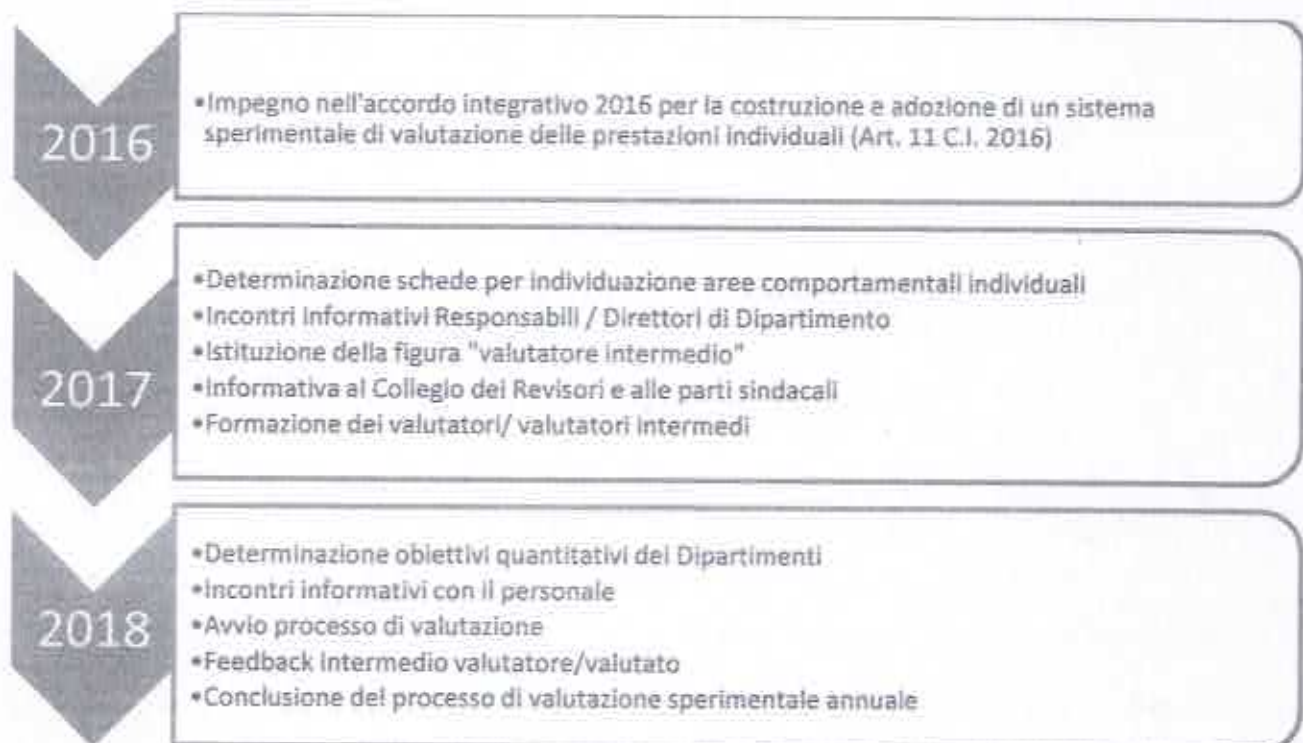 2016
•Impegno nell'accordo integrativo 2016 per la costruzione e adozione di un sistema
sperimentale di valutazione delle prestazioni individuali (Art. 11 C.I. 2016)
2017
•Determinazione schede per individuazione aree comportamentali individuali
•Incontri informativi Responsabili / Direttori di Dipartimento
•Istituzione della figura "valutatore intermedio"
•Informativa al Collegio dei Revisori e alle parti sindacali
•Formazione dei valutatori/ valutatori intermedi
2018
•Determinazione obiettivi quantitativi dei Dipartimenti
•Incontri informativi con il personale
•Avvio processo di valutazione
•Feedback intermedio valutatore/valutato
•Conclusione del processo di valutazione sperimentale annuale